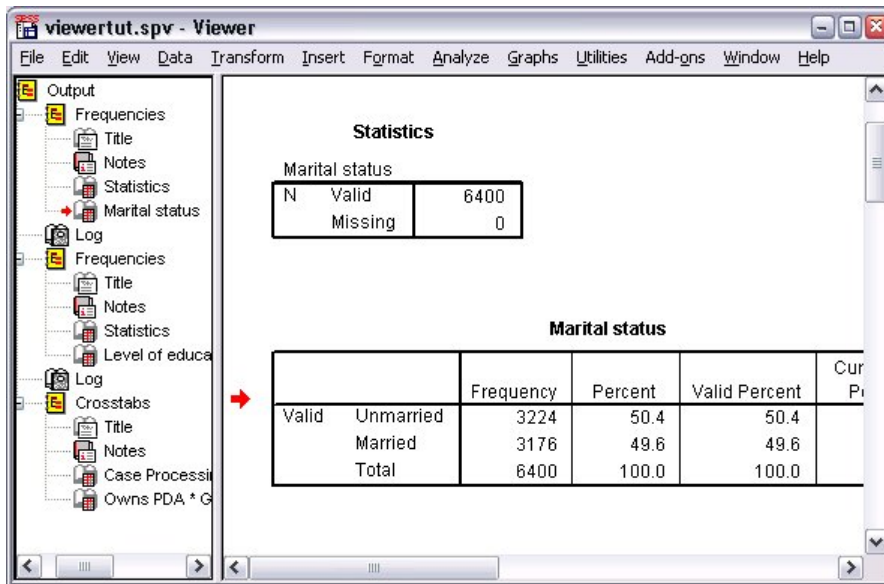 viewertut.spv - Viewer
File Edit View Data Transform Insert Format Analyze Graphs Utilities Add-ons Window Help
Output
Frequencies
Title
Notes
Statistics
Marital status
Log
Frequencies
Title
Notes
Statistics
Level of educa
Log
Crosstabs
Title
Notes
Case Processi
Owns PDA * G
Statistics
Marital status
N Valid 6400
Missing 0
Marital status
Cur
Frequency Percent Valid Percent P
Valid Unmarried 3224 50.4 50.4
Married 3176 49.6 49.6
Total 6400 100.0 100.0